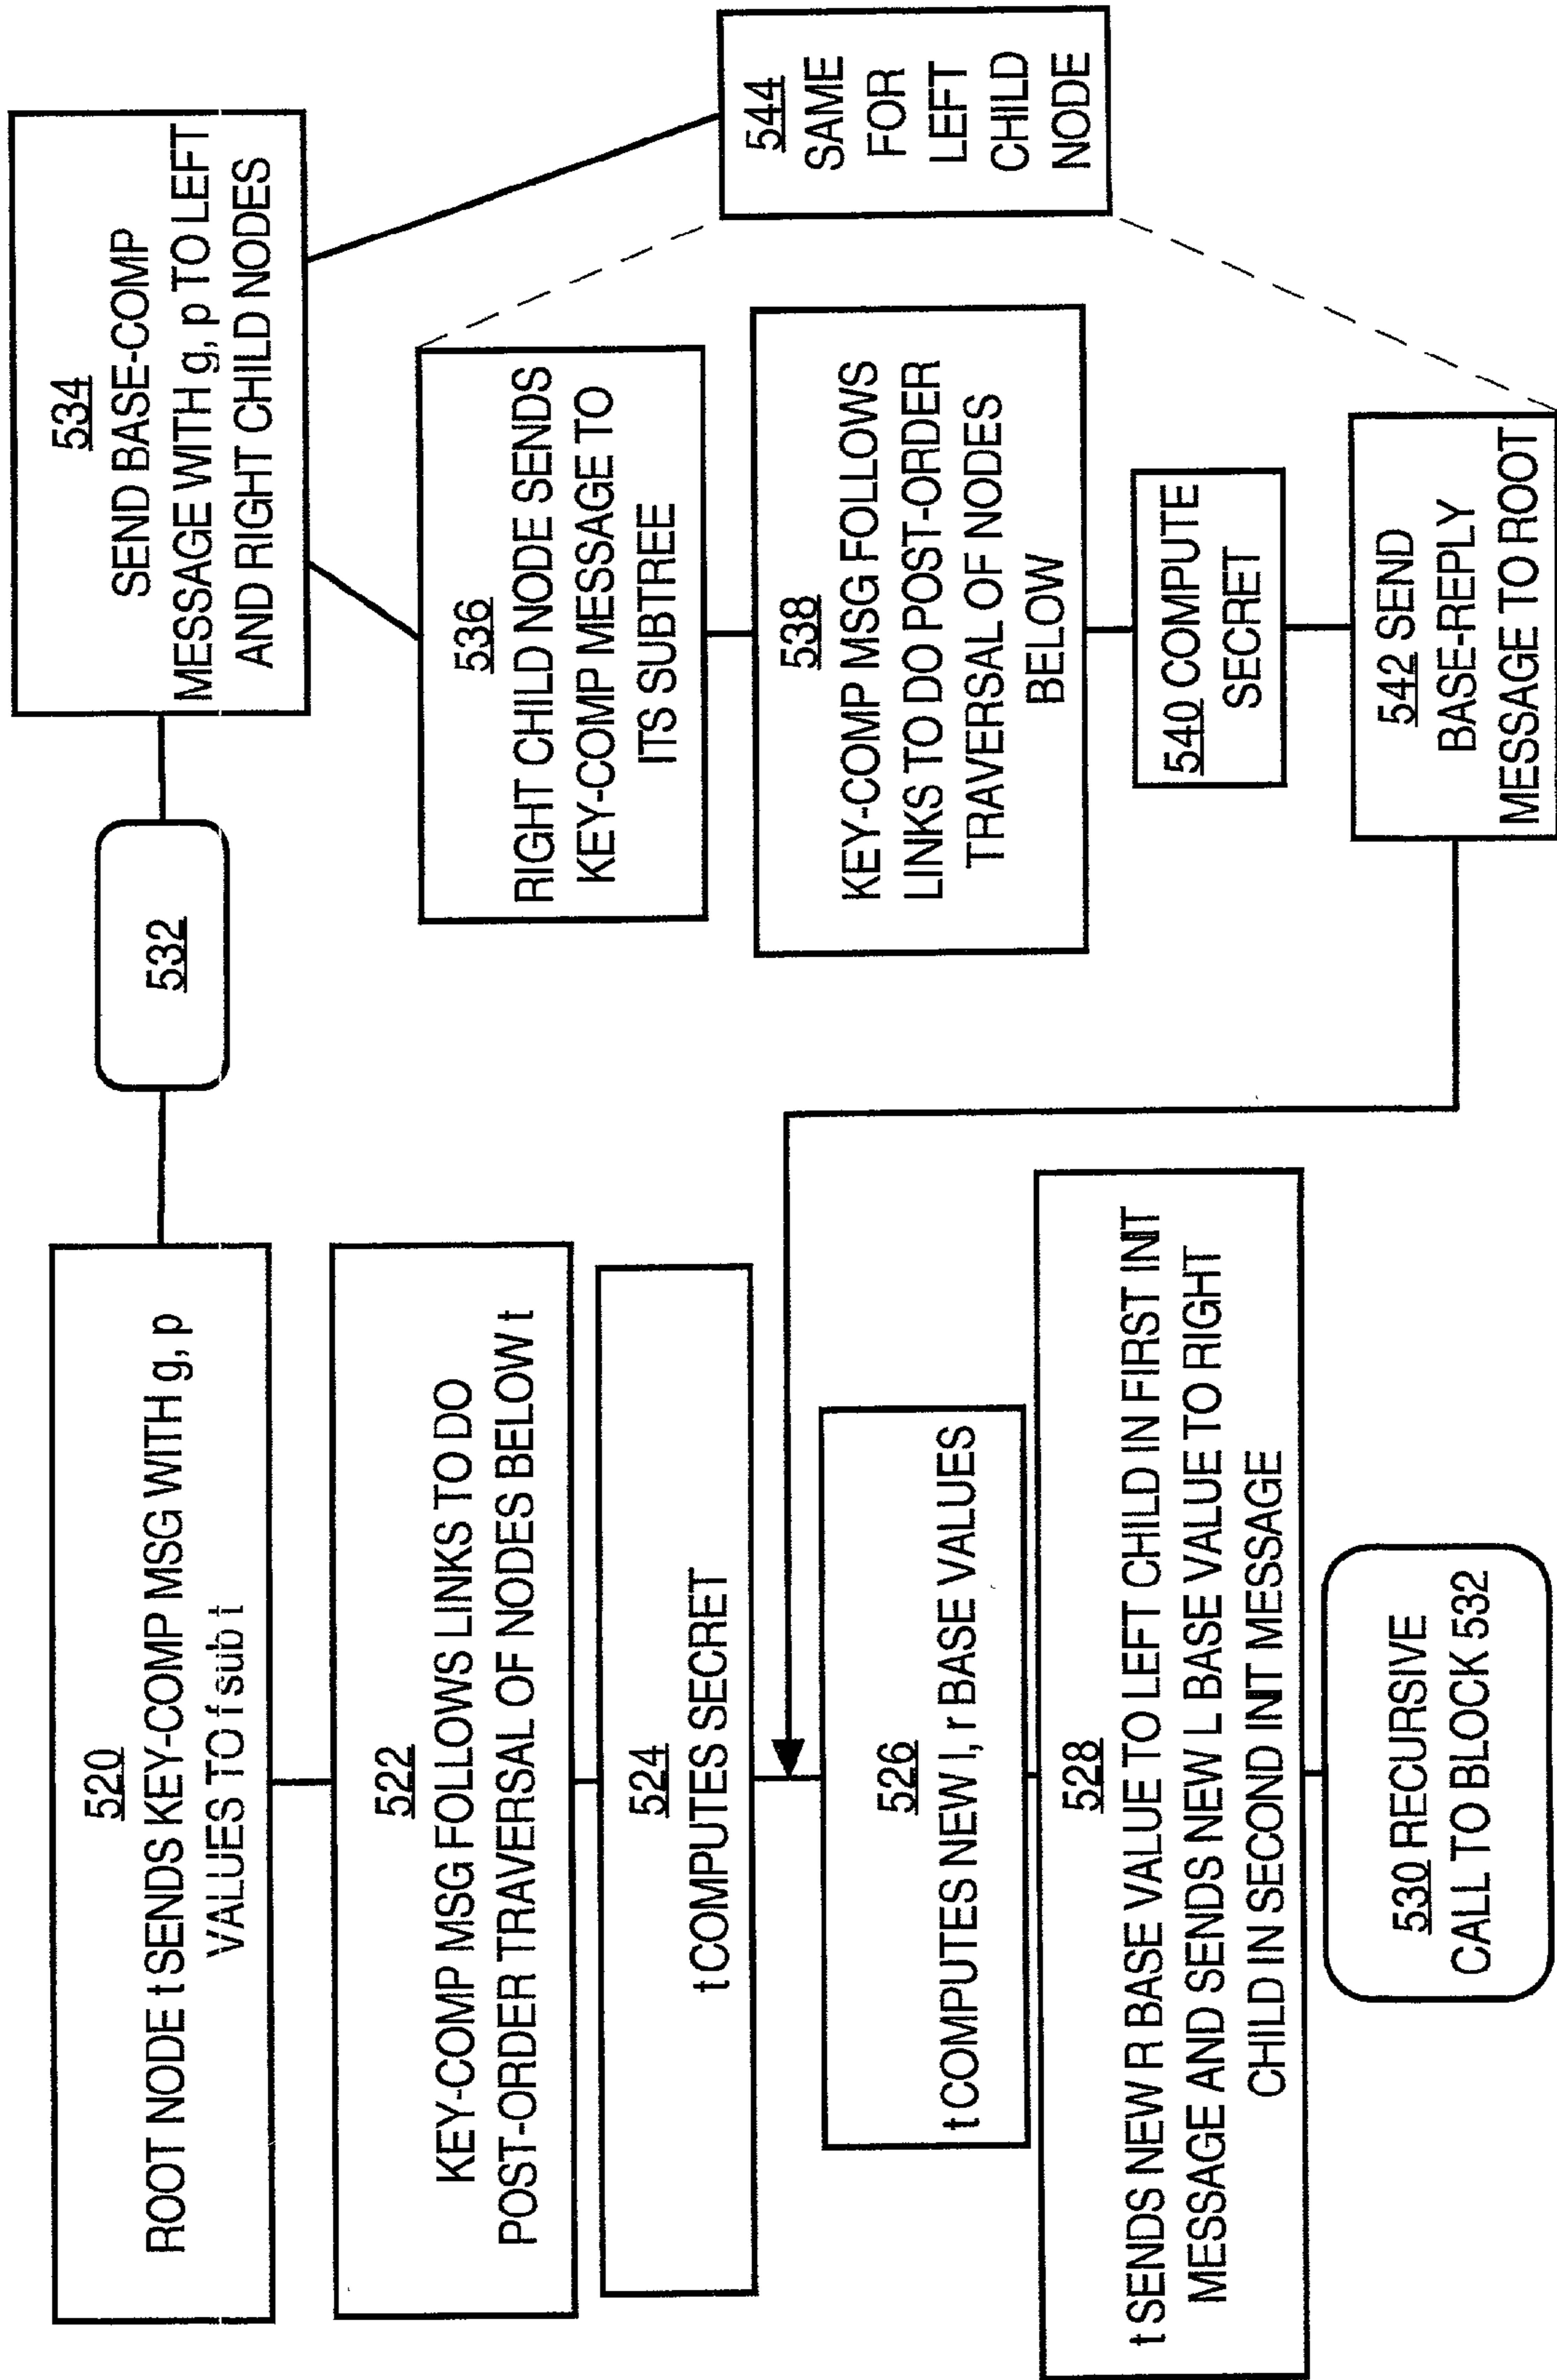 520
ROOT NODE t SENDS KEY-COMP MSG WITH g, p
VALUES TO f sub t
522
KEY-COMP MSG FOLLOWS LINKS TO DO
POST-ORDER TRAVERSAL OF NODES BELOW t
524
t COMPUTES SECRET
526
t COMPUTES NEW l, r BASE VALUES
528
t SENDS NEW R BASE VALUE TO LEFT CHILD IN FIRST INIT
MESSAGE AND SENDS NEW L BASE VALUE TO RIGHT
CHILD IN SECOND INIT MESSAGE
530 RECURSIVE
CALL TO BLOCK 532
532
534
SEND BASE-COMP
MESSAGE WITH g, p TO LEFT
AND RIGHT CHILD NODES
536
RIGHT CHILD NODE SENDS
KEY-COMP MESSAGE TO
ITS SUBTREE
538
KEY-COMP MSG FOLLOWS
LINKS TO DO POST-ORDER
TRAVERSAL OF NODES
BELOW
540 COMPUTE
SECRET
542 SEND
BASE-REPLY
MESSAGE TO ROOT
544
SAME
FOR
LEFT
CHILD
NODE